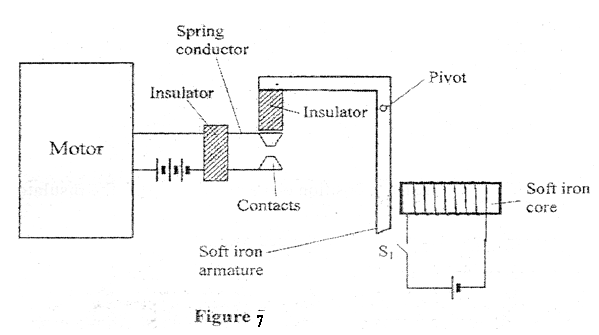 Spring
conductor
Insulator
Pivot
Insulator
Motor
Contacts
Soft iron
core
Soft iron
armature
S1
Figure 7